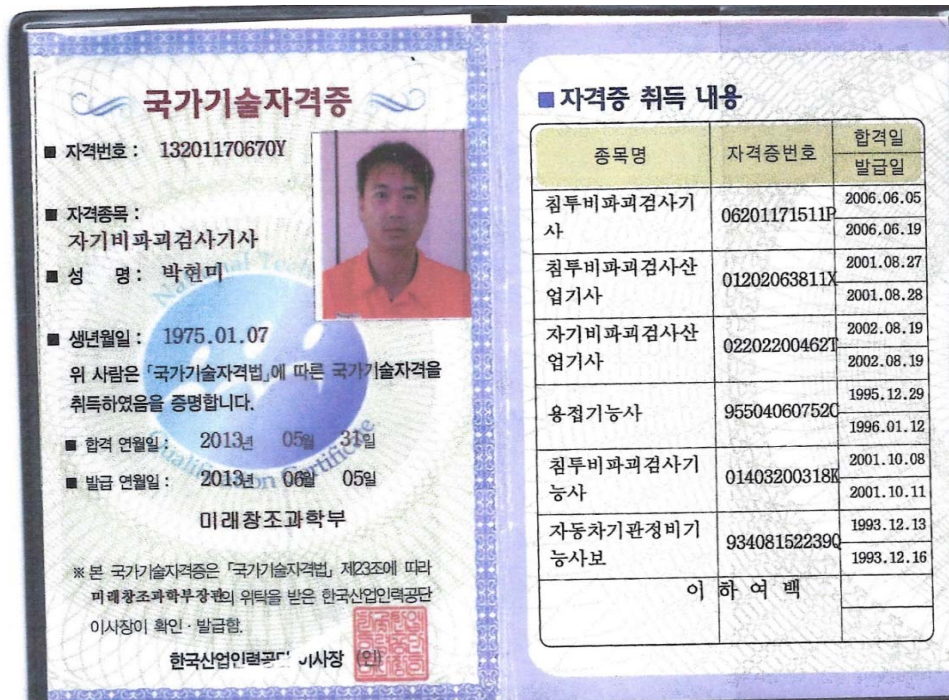 국가기술자격증
■ 자격번호 : 13201170670Y
■ 자격종목 :
자기비파괴검사기사
■ 성 명 : 박현미
■ 생년월일 : 1975.01.07
위 사람은 「국가기술자격법」에 따른 국가기술자격을
취득하였음을 증명합니다.
■ 합격 연월일 : 2013년 05월 31일
■ 발급 연월일 : 2013년 06월 05일
미래창조과학부
※ 본 국가기술자격증은 「국가기술자격법」 제23조에 따라
미래창조과학부장관의 위탁을 받은 한국산업인력공단
이사장이 확인 · 발급함.
한국산업인력공단 이사장 (인)
■ 자격증 취득 내용
종목명 자격증번호 합격일
발급일
침투비파괴검사기 06201171511P 2006.06.05
사 2006.06.19
침투비파괴검사산 01202063811X 2001.08.27
업기사 2001.08.28
자기비파괴검사산 02202200462T 2002.08.19
업기사 2002.08.19
용접기능사 95504060752C 1995.12.29
1996.01.12
침투비파괴검사기 01403200318K 2001.10.08
능사 2001.10.11
자동차기관정비기 93408152239Q 1993.12.13
능사보 1993.12.16
이 하 여 백